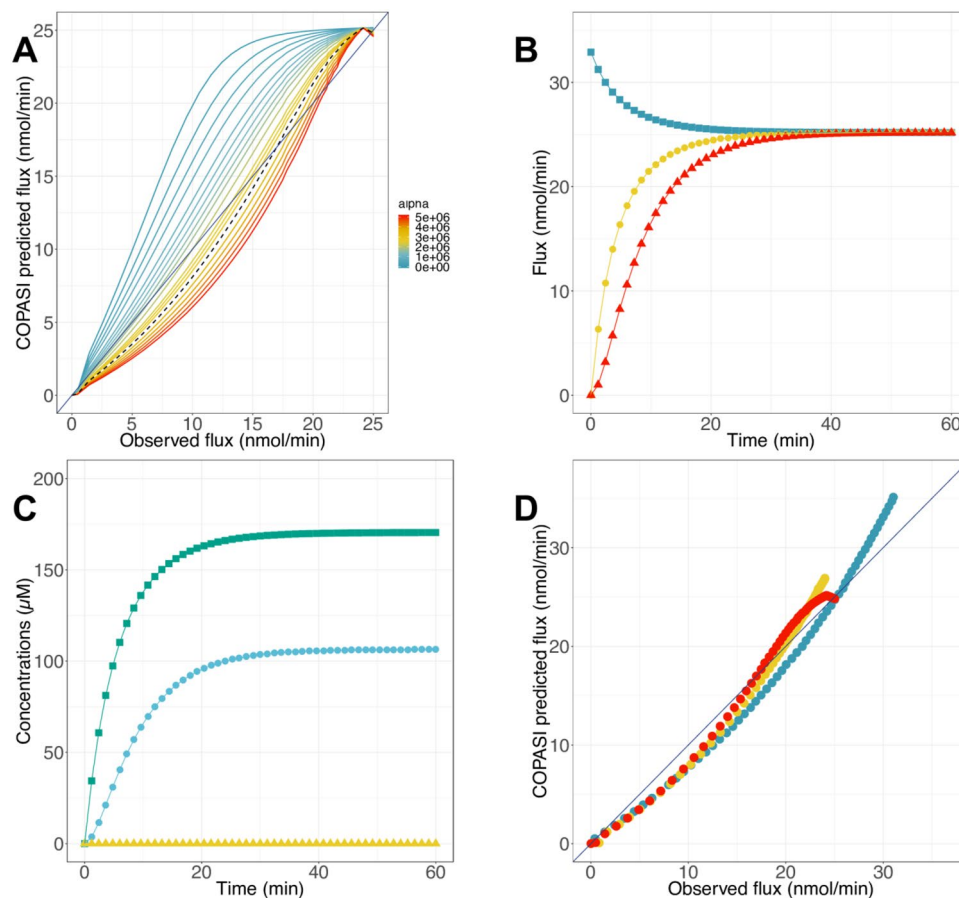 A
COPASI predicted flux (nmol/min)
25
20
15
10
5
0
0 5 10 15 20 25
Observed flux (nmol/min)
alpha
5e+06
4e+06
3e+06
2e+06
1e+06
0e+00
B
Flux (nmol/min)
30
20
10
0
0 20 40 60
Time (min)
C
Concentrations (µM)
200
150
100
50
0
0 20 40 60
Time (min)
D
COPASI predicted flux (nmol/min)
30
20
10
0
0 10 20 30
Observed flux (nmol/min)